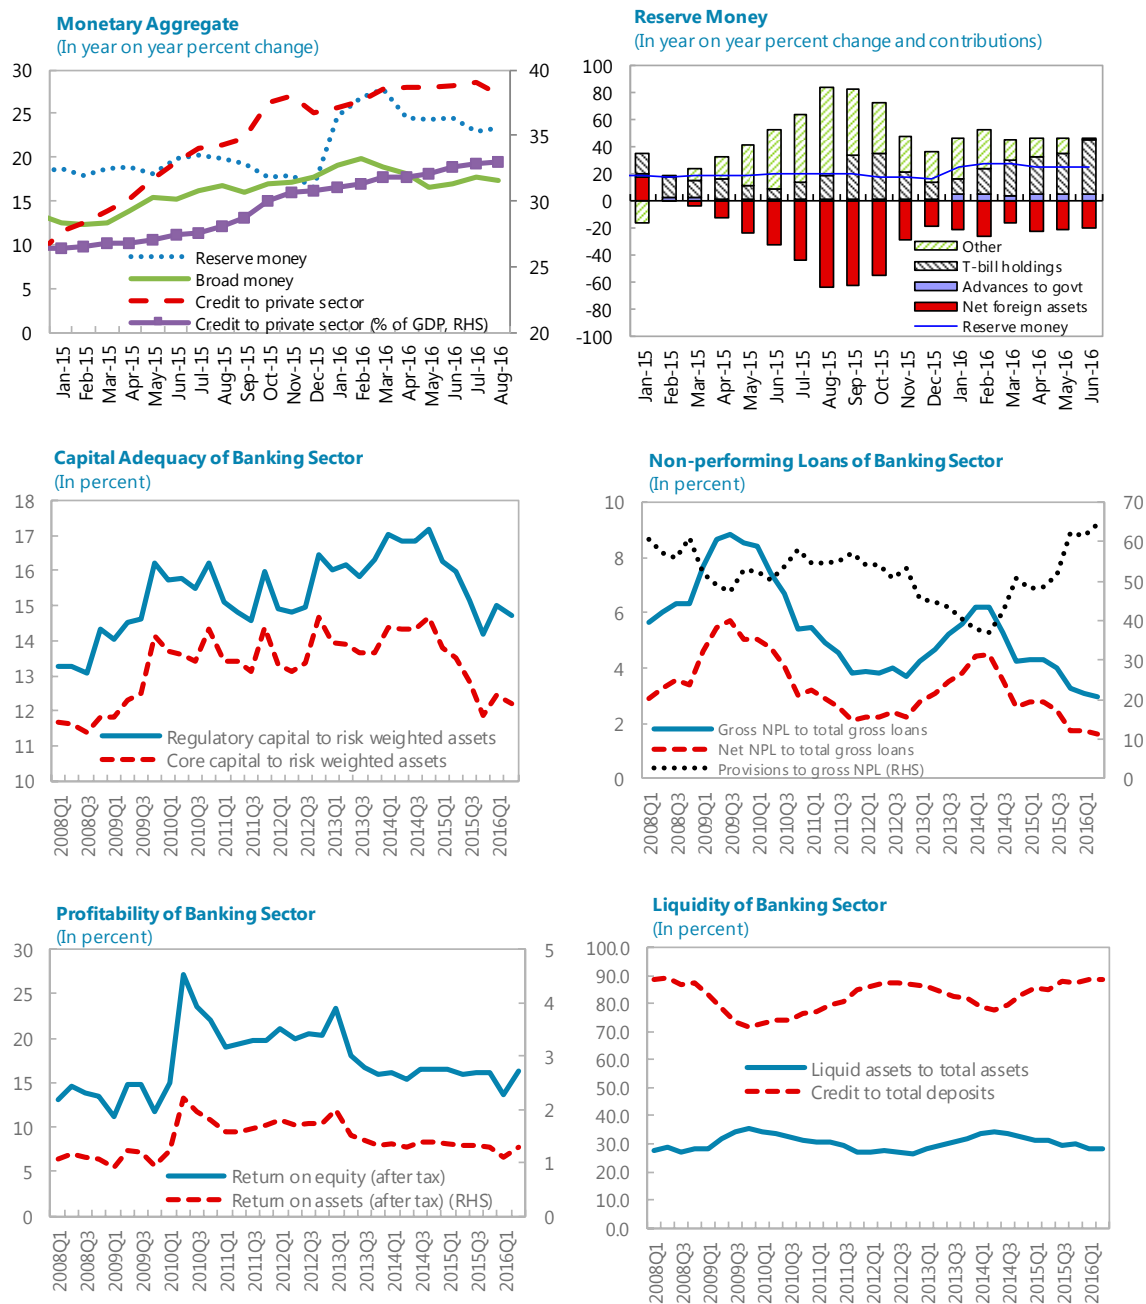 Monetary Aggregate
(In year on year percent change)
30
25
20
15
10
5
0
40
35
30
25
20
Reserve money
Broad money
Credit to private sector
Credit to private sector (% of GDP, RHS)
Jan-15
Feb-15
Mar-15
Apr-15
May-15
Jun-15
Jul-15
Aug-15
Sep-15
Oct-15
Nov-15
Dec-15
Jan-16
Feb-16
Mar-16
Apr-16
May-16
Jun-16
Jul-16
Aug-16
Reserve Money
(In year on year percent change and contributions)
100
80
60
40
20
0
-20
-40
-60
-80
-100
Other
T-bill holdings
Advances to govt
Net foreign assets
Reserve money
Jan-15
Feb-15
Mar-15
Apr-15
May-15
Jun-15
Jul-15
Aug-15
Sep-15
Oct-15
Nov-15
Dec-15
Jan-16
Feb-16
Mar-16
Apr-16
May-16
Jun-16
Capital Adequacy of Banking Sector
(In percent)
18
17
16
15
14
13
12
11
10
Regulatory capital to risk weighted assets
Core capital to risk weighted assets
2008Q1
2008Q3
2009Q1
2009Q3
2010Q1
2010Q3
2011Q1
2011Q3
2012Q1
2012Q3
2013Q1
2013Q3
2014Q1
2014Q3
2015Q1
2015Q3
2016Q1
Non-performing Loans of Banking Sector
(In percent)
10
8
6
4
2
0
70
60
50
40
30
20
10
0
Gross NPL to total gross loans
Net NPL to total gross loans
Provisions to gross NPL (RHS)
2008Q1
2008Q3
2009Q1
2009Q3
2010Q1
2010Q3
2011Q1
2011Q3
2012Q1
2012Q3
2013Q1
2013Q3
2014Q1
2014Q3
2015Q1
2015Q3
2016Q1
Profitability of Banking Sector
(In percent)
30
25
20
15
10
5
0
5
4
3
2
1
0
Return on equity (after tax)
Return on assets (after tax) (RHS)
2008Q1
2008Q3
2009Q1
2009Q3
2010Q1
2010Q3
2011Q1
2011Q3
2012Q1
2012Q3
2013Q1
2013Q3
2014Q1
2014Q3
2015Q1
2015Q3
2016Q1
Liquidity of Banking Sector
(In percent)
100.0
90.0
80.0
70.0
60.0
50.0
40.0
30.0
20.0
10.0
0.0
Liquid assets to total assets
Credit to total deposits
2008Q1
2008Q3
2009Q1
2009Q3
2010Q1
2010Q3
2011Q1
2011Q3
2012Q1
2012Q3
2013Q1
2013Q3
2014Q1
2014Q3
2015Q1
2015Q3
2016Q1